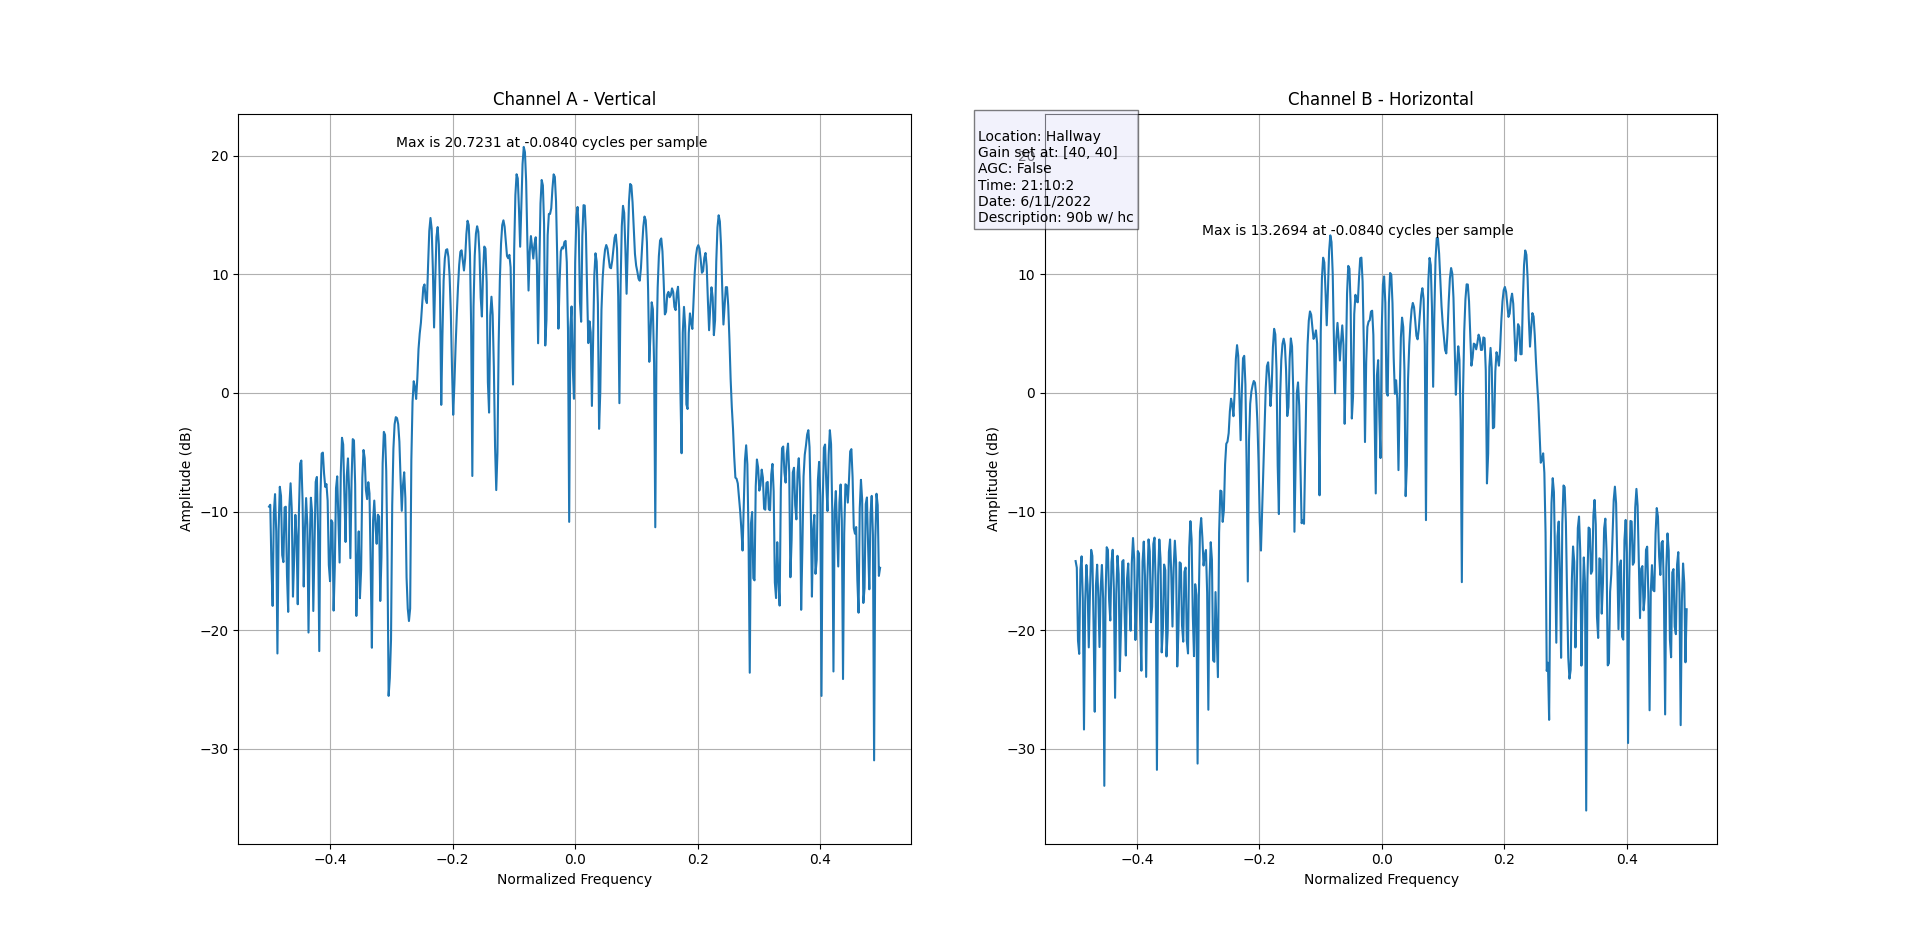 Channel A - Vertical
Max is 20.7231 at -0.0840 cycles per sample
20
10
0
−10
−20
−30
Amplitude (dB)
−0.4
−0.2
0.0
0.2
0.4
Normalized Frequency
Channel B - Horizontal
Location: Hallway
Gain set at: [40, 40]
AGC: False
Time: 21:10:2
Date: 6/11/2022
Description: 90b w/ hc
Max is 13.2694 at -0.0840 cycles per sample
20
10
0
−10
−20
−30
Amplitude (dB)
−0.4
−0.2
0.0
0.2
0.4
Normalized Frequency